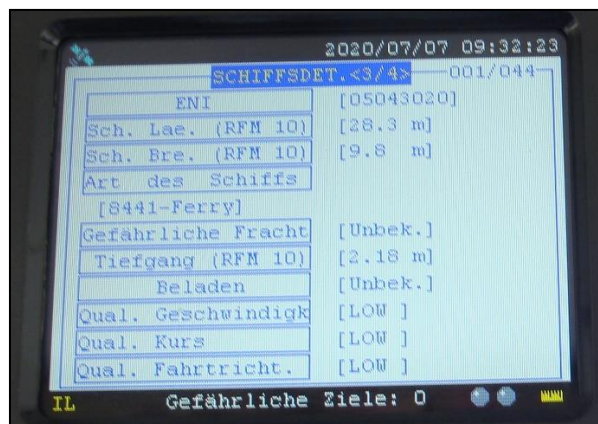 2020/07/07 09:32:23
SCHIFFSDET.<3/4> 001/044
ENI [05043020]
Sch. Lae. (RFM 10) [28.3 m]
Sch. Bre. (RFM 10) [9.8 m]
Art des Schiffs
[8441-Ferry]
Gefährliche Fracht [Unbek.]
Tiefgang (RFM 10) [2.18 m]
Beladen [Unbek.]
Qual. Geschwindigk [LOW ]
Qual. Kurs [LOW ]
Qual. Fahrtricht. [LOW ]
IL Gefährliche Ziele: 0